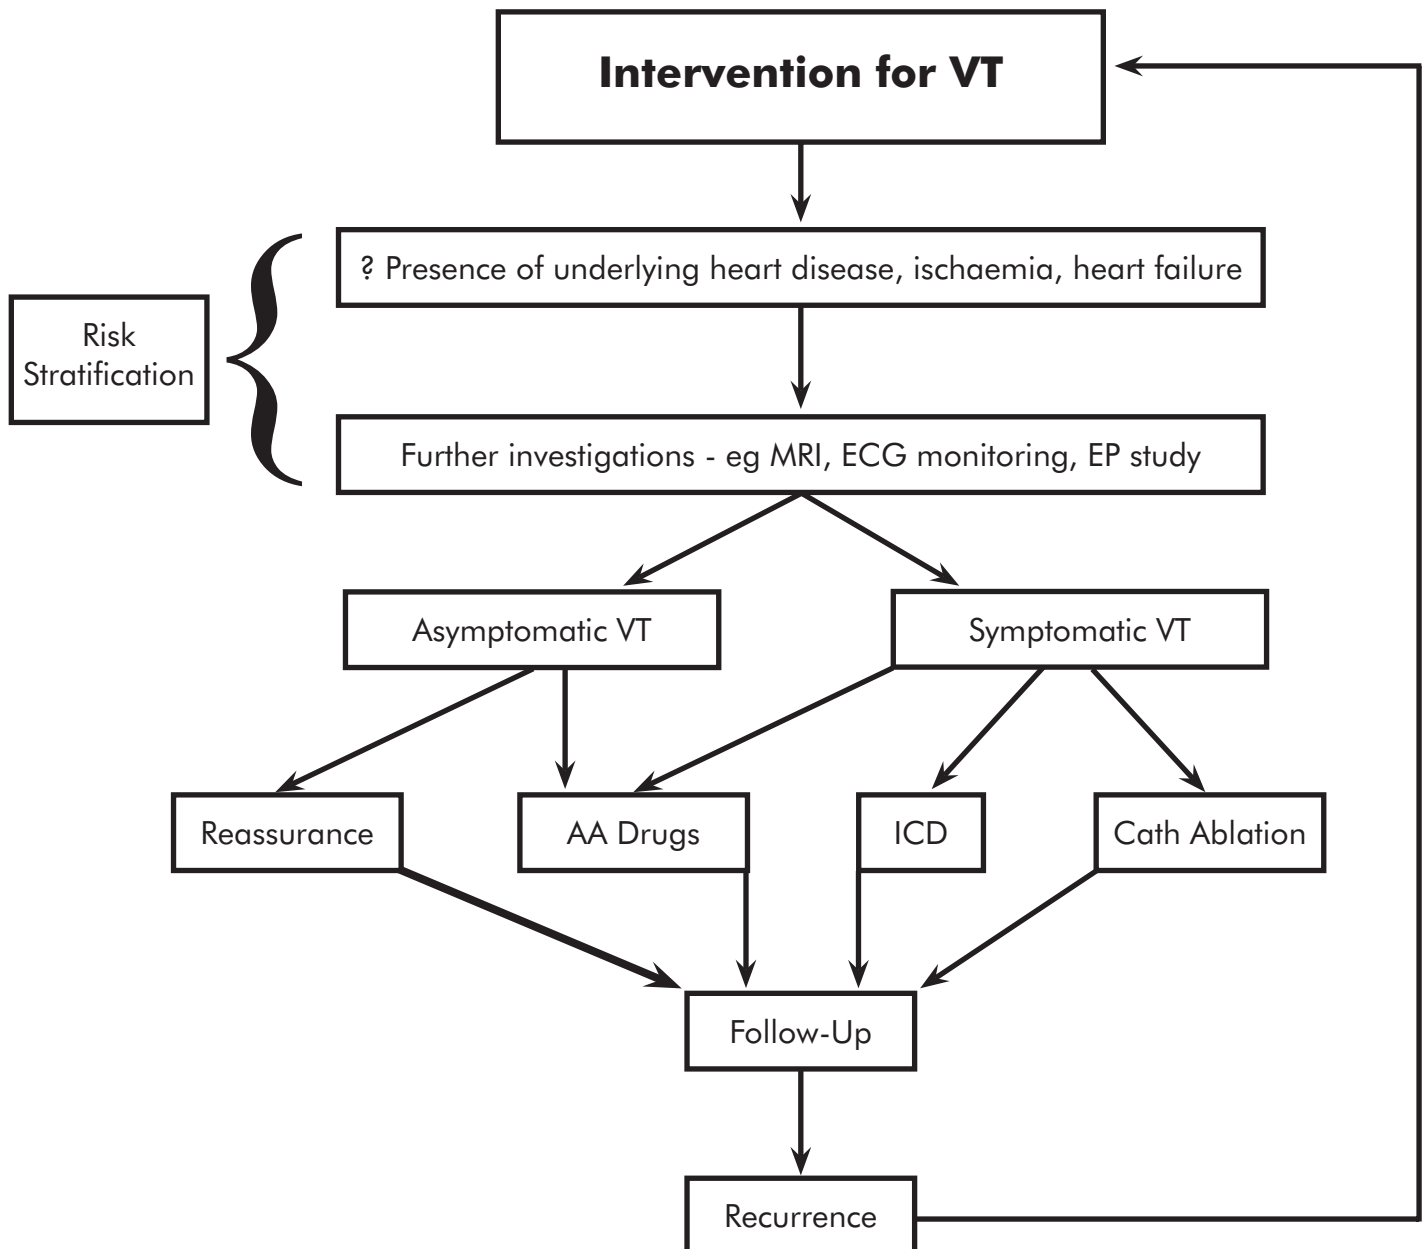 Intervention for VT
? Presence of underlying heart disease, ischaemia, heart failure
Risk
Stratification
Further investigations - eg MRI, ECG monitoring, EP study
Asymptomatic VT
Symptomatic VT
Reassurance
AA Drugs
ICD
Cath Ablation
Follow-Up
Recurrence